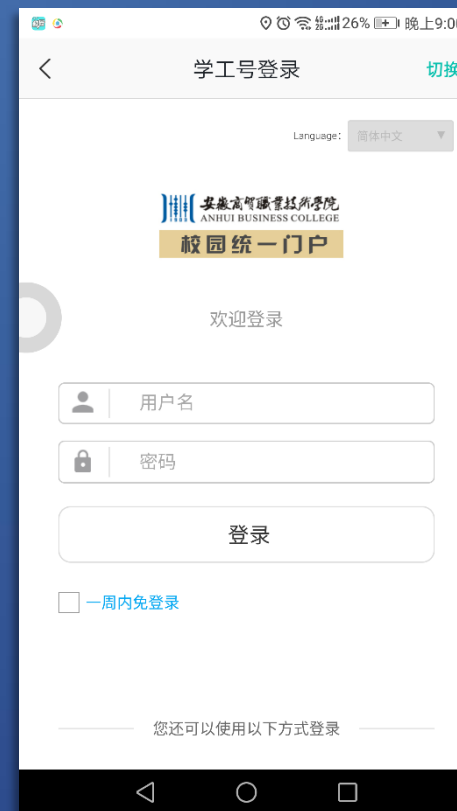 26% 晚上9:0
学工号登录
切换
Language: 简体中文
安徽商贸职业技术学院
ANHUI BUSINESS COLLEGE
校园统一门户
欢迎登录
用户名
密码
登录
一周内免登录
您还可以使用以下方式登录